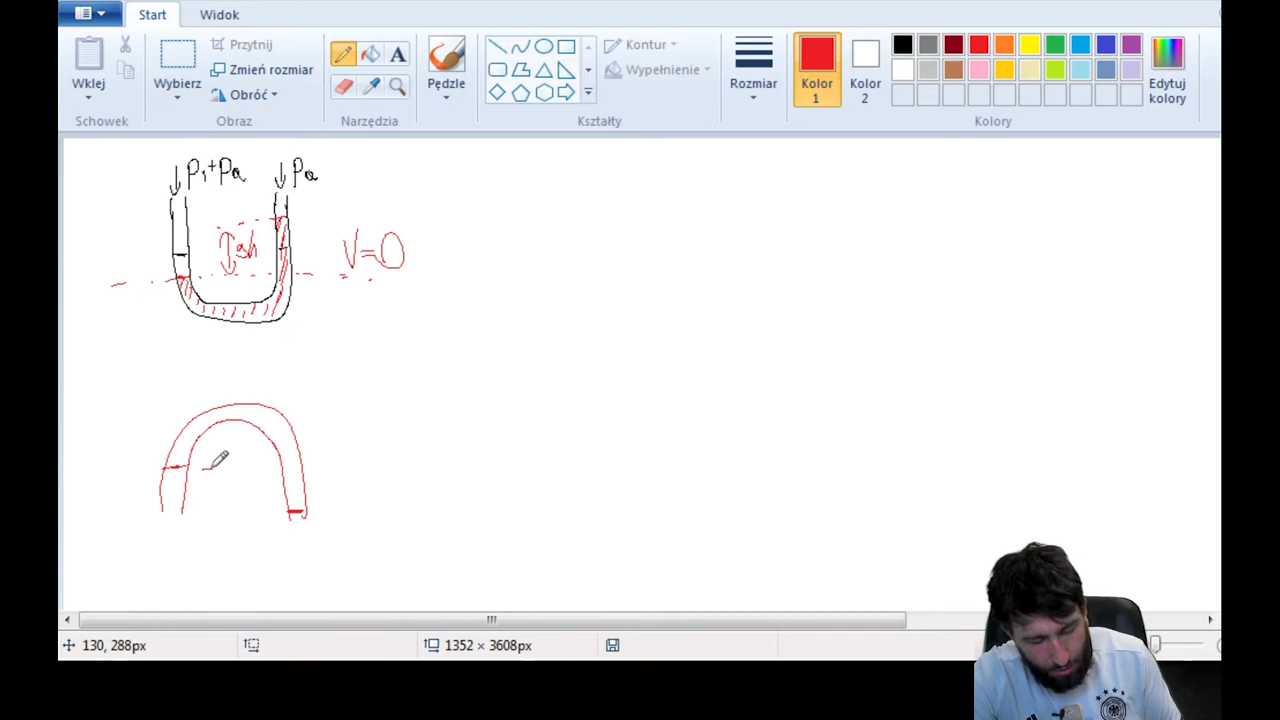 Start
Widok
Wklej
Schowek
Wybierz
Przytnij
Zmień rozmiar
Obróć
Obraz
A
Narzędzia
Pędzle
Kształty
Kontur
Wypełnienie
Rozmiar
Kolor
1
Kolor
2
Edytuj
kolory
Kolory
p₁+pa
pa
Δh
V=0
130, 288px
1352 × 3608px